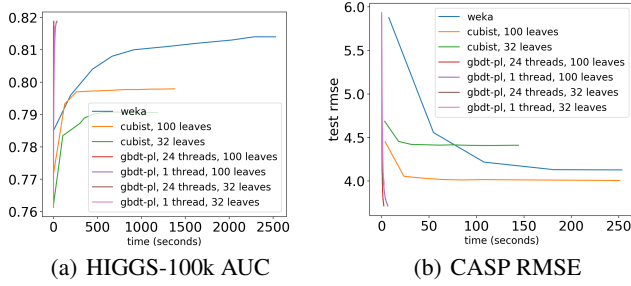 0.82
0.81
0.80
0.79
0.78
0.77
0.76
0 500 1000 1500 2000 2500
time (seconds)
weka
cubist, 100 leaves
cubist, 32 leaves
gbdt-pl, 24 threads, 100 leaves
gbdt-pl, 1 thread, 100 leaves
gbdt-pl, 24 threads, 32 leaves
gbdt-pl, 1 thread, 32 leaves
(a) HIGGS-100k AUC
test rmse
6.0
5.5
5.0
4.5
4.0
0 50 100 150 200 250
time (seconds)
weka
cubist, 100 leaves
cubist, 32 leaves
gbdt-pl, 24 threads, 100 leaves
gbdt-pl, 1 thread, 100 leaves
gbdt-pl, 24 threads, 32 leaves
gbdt-pl, 1 thread, 32 leaves
(b) CASP RMSE